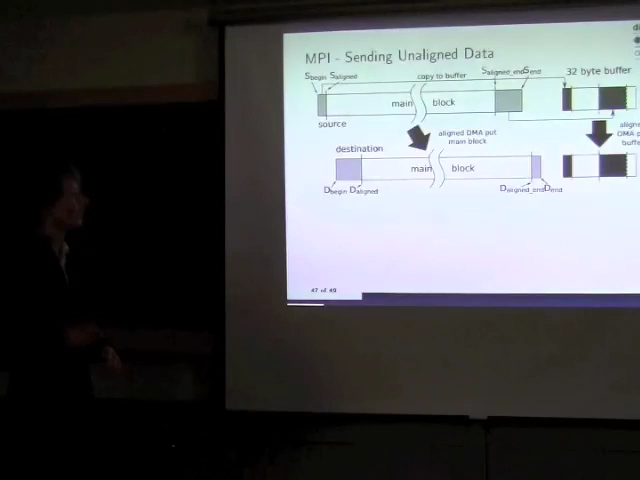 MPI - Sending Unaligned Data
Sbegin Saligned
copy to buffer
Saligned_end Send
32 byte buffer
main block
source
aligned DMA put
main block
destination
main block
Dbegin Daligned
Daligned_end Dend
47 of 49